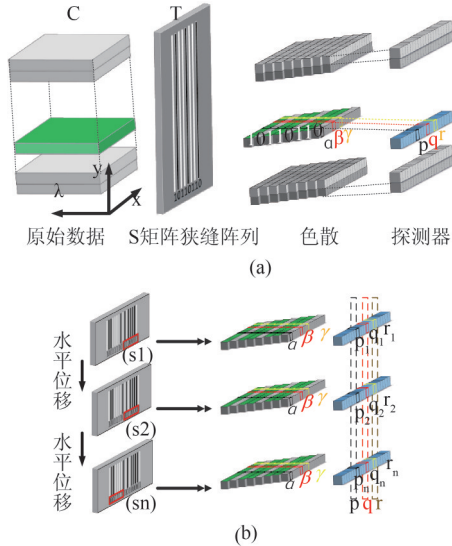 C
T
y
λ
x
10110110
0 0 0 α β γ
p q r
原始数据
S矩阵狭缝阵列
色散
探测器
(a)
水平位移
水平位移
(s1)
α β γ
p₁ q₁ r₁
(s2)
α β γ
p₂ q₂ r₂
(sn)
α β γ
pₙ qₙ rₙ
p q r
(b)